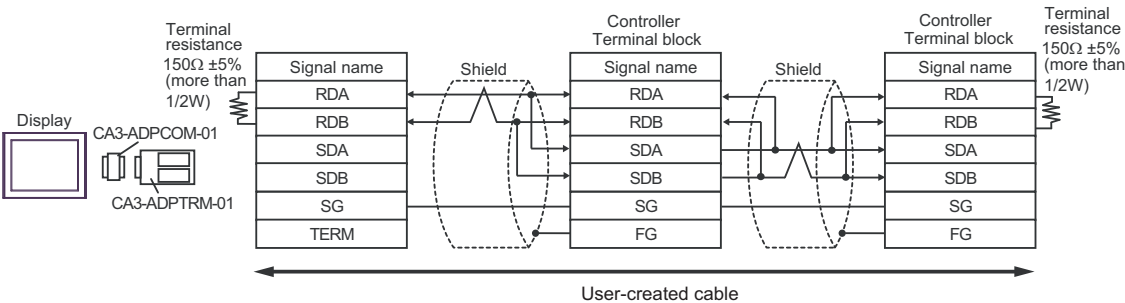 Display
CA3-ADPCOM-01
CA3-ADPTRM-01
Terminal
resistance
150Ω ±5%
(more than
1/2W)
Signal name
RDA
RDB
SDA
SDB
SG
TERM
Shield
Controller
Terminal block
Signal name
RDA
RDB
SDA
SDB
SG
FG
Shield
Controller
Terminal block
Signal name
RDA
RDB
SDA
SDB
SG
FG
Terminal
resistance
150Ω ±5%
(more than
1/2W)
User-created cable